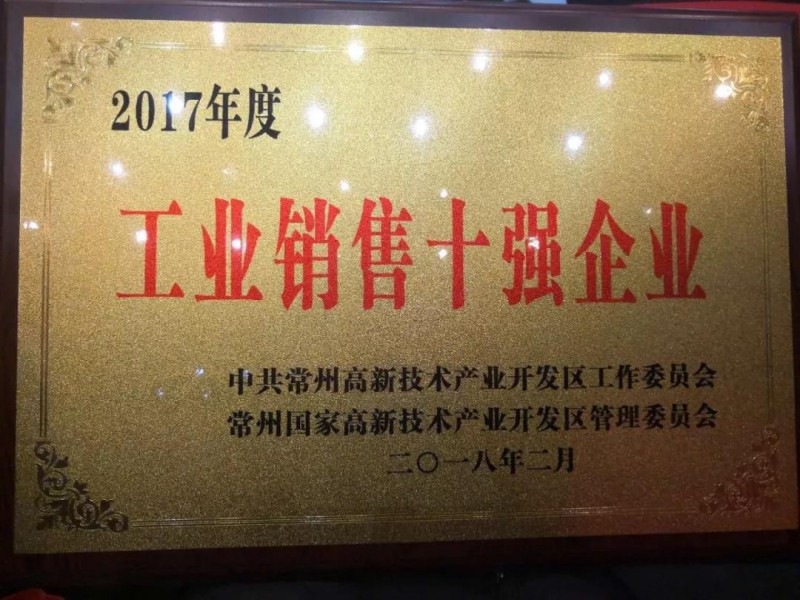 2017年度
工业销售十强企业
中共常州高新技术产业开发区工作委员会
常州国家高新技术产业开发区管理委员会
二〇一八年二月